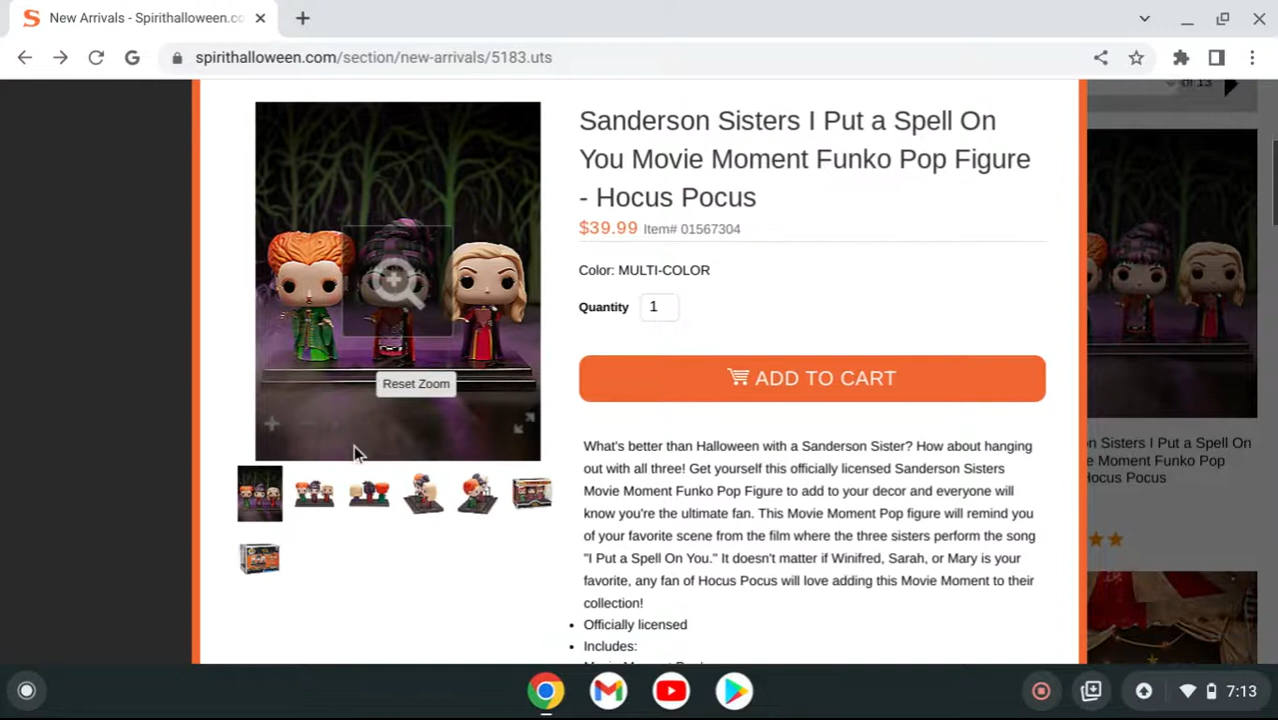 New Arrivals - Spirithalloween.co
spirithalloween.com/section/new-arrivals/5183.uts
Sanderson Sisters I Put a Spell On
You Movie Moment Funko Pop Figure
- Hocus Pocus
$39.99 Item# 01567304
Color: MULTI-COLOR
Quantity 1
Reset Zoom
ADD TO CART
What's better than Halloween with a Sanderson Sister? How about hanging
out with all three! Get yourself this officially licensed Sanderson Sisters
Movie Moment Funko Pop Figure to add to your decor and everyone will
know you're the ultimate fan. This Movie Moment Pop figure will remind you
of your favorite scene from the film where the three sisters perform the song
"I Put a Spell On You." It doesn't matter if Winifred, Sarah, or Mary is your
favorite, any fan of Hocus Pocus will love adding this Movie Moment to their
collection!
Officially licensed
Includes:
of 13
n Sisters I Put a Spell On
e Moment Funko Pop
Hocus Pocus
7:13